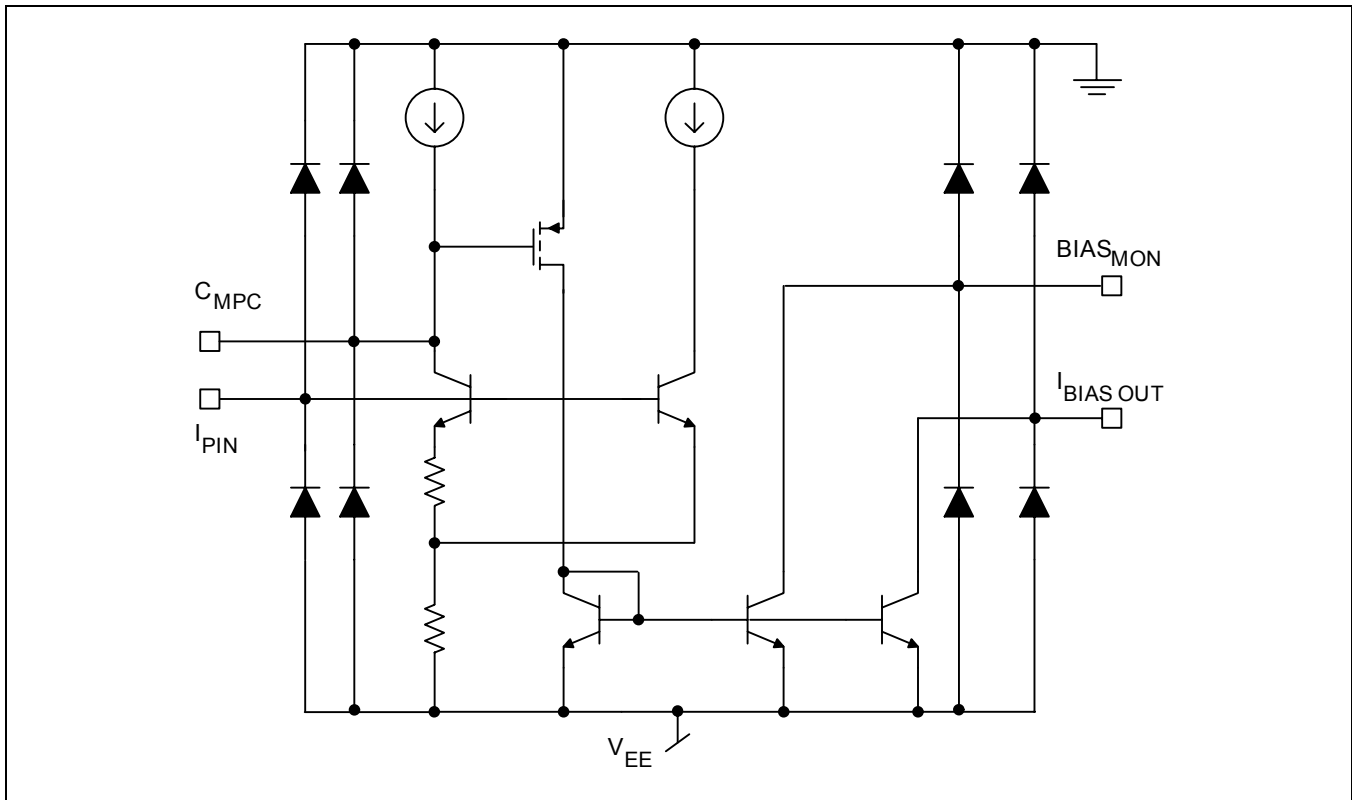 C_MPC
I_PIN
BIAS_MON
I_BIAS OUT
V_EE